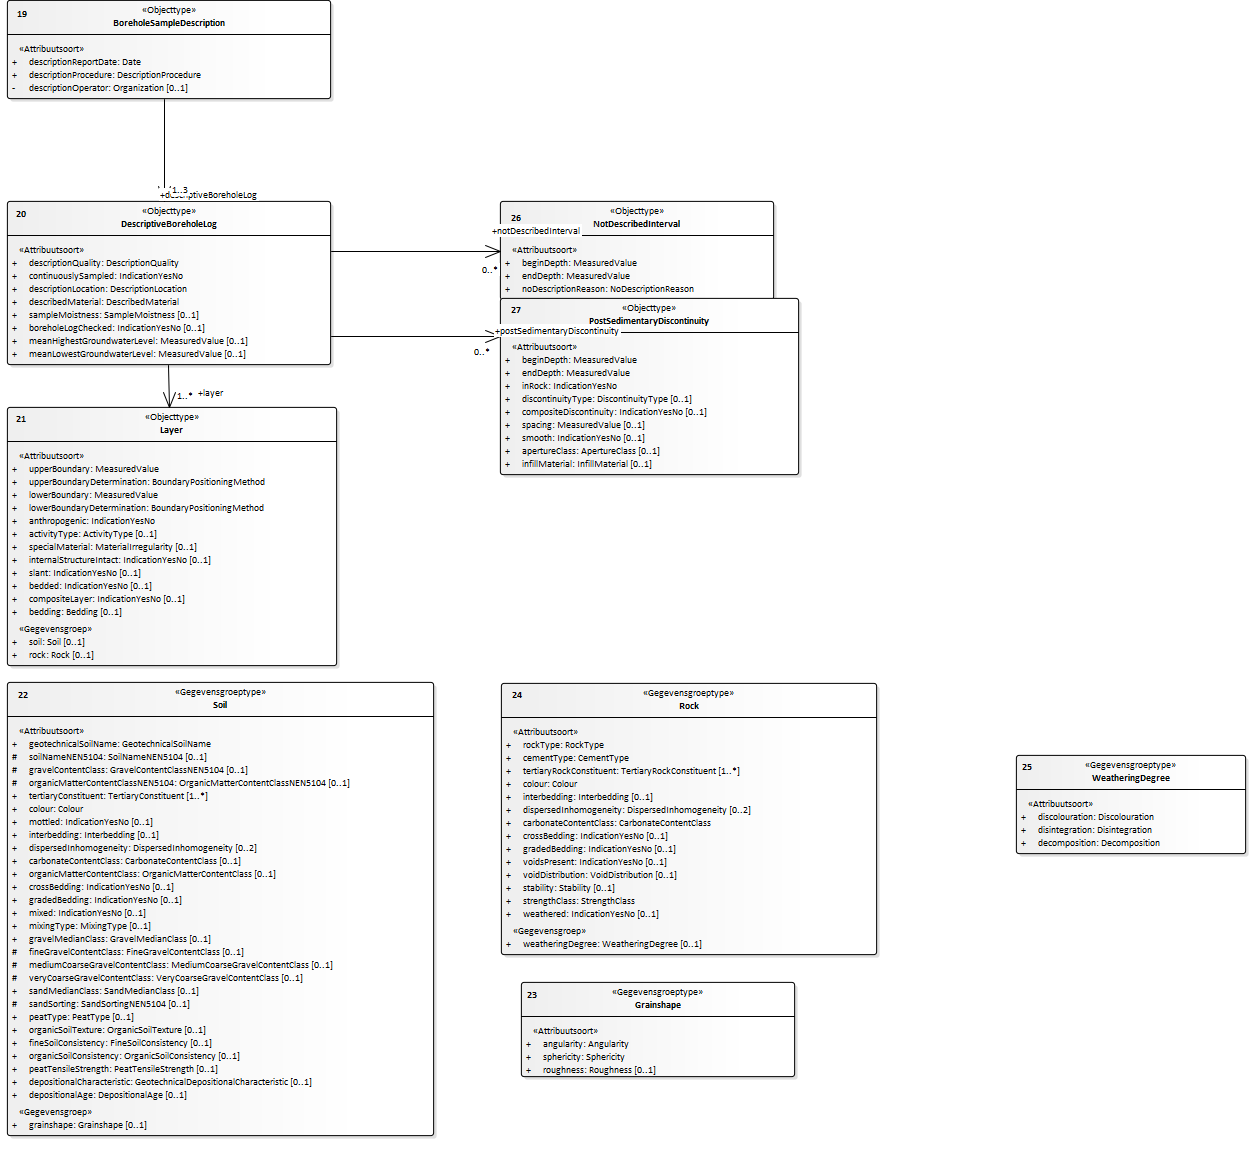 19
«Objecttype»
BoreholeSampleDescription
«Attribuutsoort»
+ descriptionReportDate: Date
+ descriptionProcedure: DescriptionProcedure
- descriptionOperator: Organization [0..1]
1..3
20
«Objecttype»
DescriptiveBoreholeLog
«Attribuutsoort»
+ descriptionQuality: DescriptionQuality
+ continuouslySampled: IndicationYesNo
+ descriptionLocation: DescriptionLocation
+ describedMaterial: DescribedMaterial
+ sampleMoistness: SampleMoistness [0..1]
+ boreholeLogChecked: IndicationYesNo [0..1]
+ meanHighestGroundwaterLevel: MeasuredValue [0..1]
+ meanLowestGroundwaterLevel: MeasuredValue [0..1]
26
«Objecttype»
NotDescribedInterval
+notDescribedInterval
0..*
«Attribuutsoort»
+ beginDepth: MeasuredValue
+ endDepth: MeasuredValue
+ noDescriptionReason: NoDescriptionReason
27
«Objecttype»
PostSedimentaryDiscontinuity
+postSedimentaryDiscontinuity
0..*
«Attribuutsoort»
+ beginDepth: MeasuredValue
+ endDepth: MeasuredValue
+ inRock: IndicationYesNo
+ discontinuityType: DiscontinuityType [0..1]
+ compositeDiscontinuity: IndicationYesNo [0..1]
+ spacing: MeasuredValue [0..1]
+ smooth: IndicationYesNo [0..1]
+ apertureClass: ApertureClass [0..1]
+ infillMaterial: InfillMaterial [0..1]
1..* +layer
21
«Objecttype»
Layer
«Attribuutsoort»
+ upperBoundary: MeasuredValue
+ upperBoundaryDetermination: BoundaryPositioningMethod
+ lowerBoundary: MeasuredValue
+ lowerBoundaryDetermination: BoundaryPositioningMethod
+ anthropogenic: IndicationYesNo
+ activityType: ActivityType [0..1]
+ specialMaterial: MaterialIrregularity [0..1]
+ internalStructureIntact: IndicationYesNo [0..1]
+ slant: IndicationYesNo [0..1]
+ bedded: IndicationYesNo [0..1]
+ compositeLayer: IndicationYesNo [0..1]
+ bedding: Bedding [0..1]
«Gegevensgroep»
+ soil: Soil [0..1]
+ rock: Rock [0..1]
22
«Gegevensgroeptype»
Soil
«Attribuutsoort»
+ geotechnicalSoilName: GeotechnicalSoilName
# soilNameNEN5104: SoilNameNEN5104 [0..1]
# gravelContentClass: GravelContentClassNEN5104 [0..1]
# organicMatterContentClassNEN5104: OrganicMatterContentClassNEN5104 [0..1]
+ tertiaryConstituent: TertiaryConstituent [1..*]
+ colour: Colour
+ mottled: IndicationYesNo [0..1]
+ interbedding: Interbedding [0..1]
+ dispersedInhomogeneity: DispersedInhomogeneity [0..2]
+ carbonateContentClass: CarbonateContentClass [0..1]
+ organicMatterContentClass: OrganicMatterContentClass [0..1]
+ crossBedding: IndicationYesNo [0..1]
+ gradedBedding: IndicationYesNo [0..1]
+ mixed: IndicationYesNo [0..1]
+ mixingType: MixingType [0..1]
+ gravelMedianClass: GravelMedianClass [0..1]
# fineGravelContentClass: FineGravelContentClass [0..1]
# mediumCoarseGravelContentClass: MediumCoarseGravelContentClass [0..1]
# veryCoarseGravelContentClass: VeryCoarseGravelContentClass [0..1]
+ sandMedianClass: SandMedianClass [0..1]
# sandSorting: SandSortingNEN5104 [0..1]
+ peatType: PeatType [0..1]
+ organicSoilTexture: OrganicSoilTexture [0..1]
+ fineSoilConsistency: FineSoilConsistency [0..1]
+ organicSoilConsistency: OrganicSoilConsistency [0..1]
+ peatTensileStrength: PeatTensileStrength [0..1]
+ depositionalCharacteristic: GeotechnicalDepositionalCharacteristic [0..1]
+ depositionalAge: DepositionalAge [0..1]
«Gegevensgroep»
+ grainshape: Grainshape [0..1]
24
«Gegevensgroeptype»
Rock
«Attribuutsoort»
+ rockType: RockType
+ cementType: CementType
+ tertiaryRockConstituent: TertiaryRockConstituent [1..*]
+ colour: Colour
+ interbedding: Interbedding [0..1]
+ dispersedInhomogeneity: DispersedInhomogeneity [0..2]
+ carbonateContentClass: CarbonateContentClass
+ crossBedding: IndicationYesNo [0..1]
+ gradedBedding: IndicationYesNo [0..1]
+ voidsPresent: IndicationYesNo [0..1]
+ voidDistribution: VoidDistribution [0..1]
+ stability: Stability [0..1]
+ strengthClass: StrengthClass
+ weathered: IndicationYesNo [0..1]
«Gegevensgroep»
+ weatheringDegree: WeatheringDegree [0..1]
25
«Gegevensgroeptype»
WeatheringDegree
«Attribuutsoort»
+ discolouration: Discolouration
+ disintegration: Disintegration
+ decomposition: Decomposition
23
«Gegevensgroeptype»
Grainshape
«Attribuutsoort»
+ angularity: Angularity
+ sphericity: Sphericity
+ roughness: Roughness [0..1]